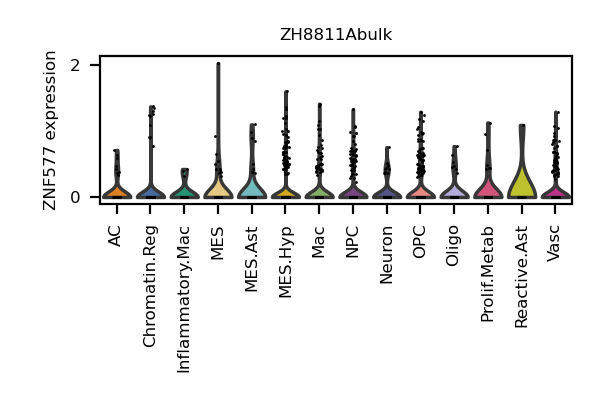 ZH8811Abulk
ZNF577 expression
2
0
AC
Chromatin.Reg
Inflammatory.Mac
MES
MES.Ast
MES.Hyp
Mac
NPC
Neuron
OPC
Oligo
Prolif.Metab
Reactive.Ast
Vasc